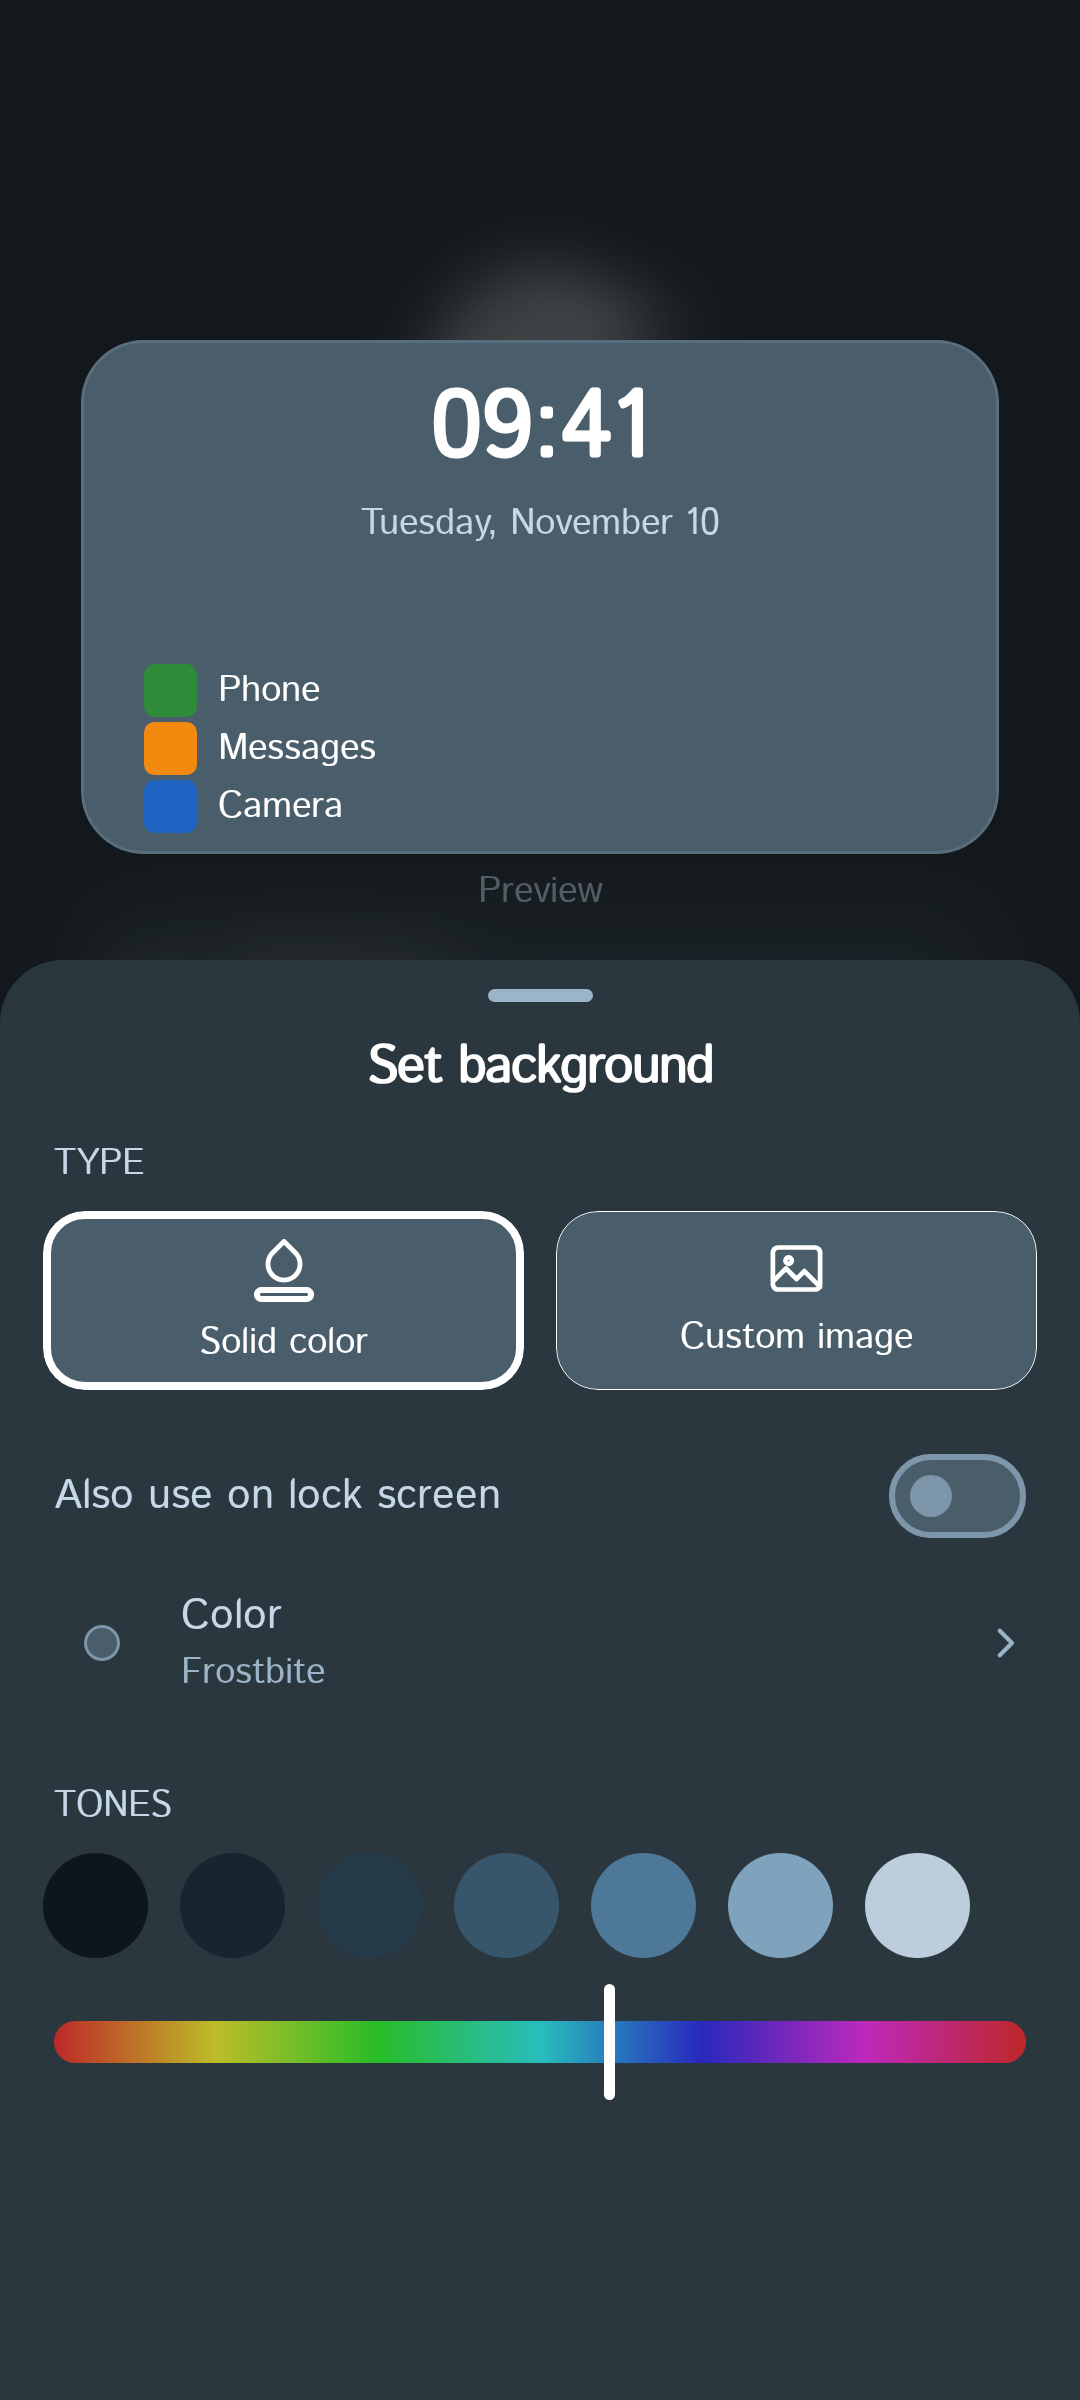 09:41
Tuesday, November 10
Phone
Messages
Camera
Preview
Set background
TYPE
Solid color
Custom image
Also use on lock screen
Color
Frostbite
TONES